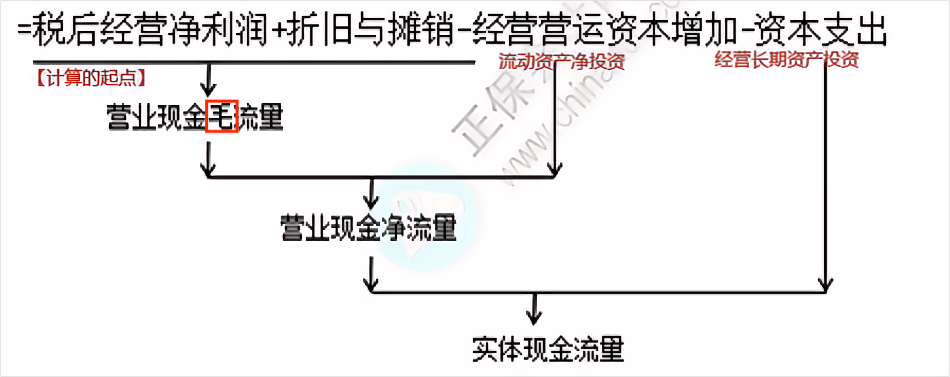 =税后经营净利润+折旧与摊销-经营营运资本增加-资本支出
【计算的起点】
流动资产净投资
经营长期资产投资
营业现金毛流量
营业现金净流量
实体现金流量
正保
www.china
.com